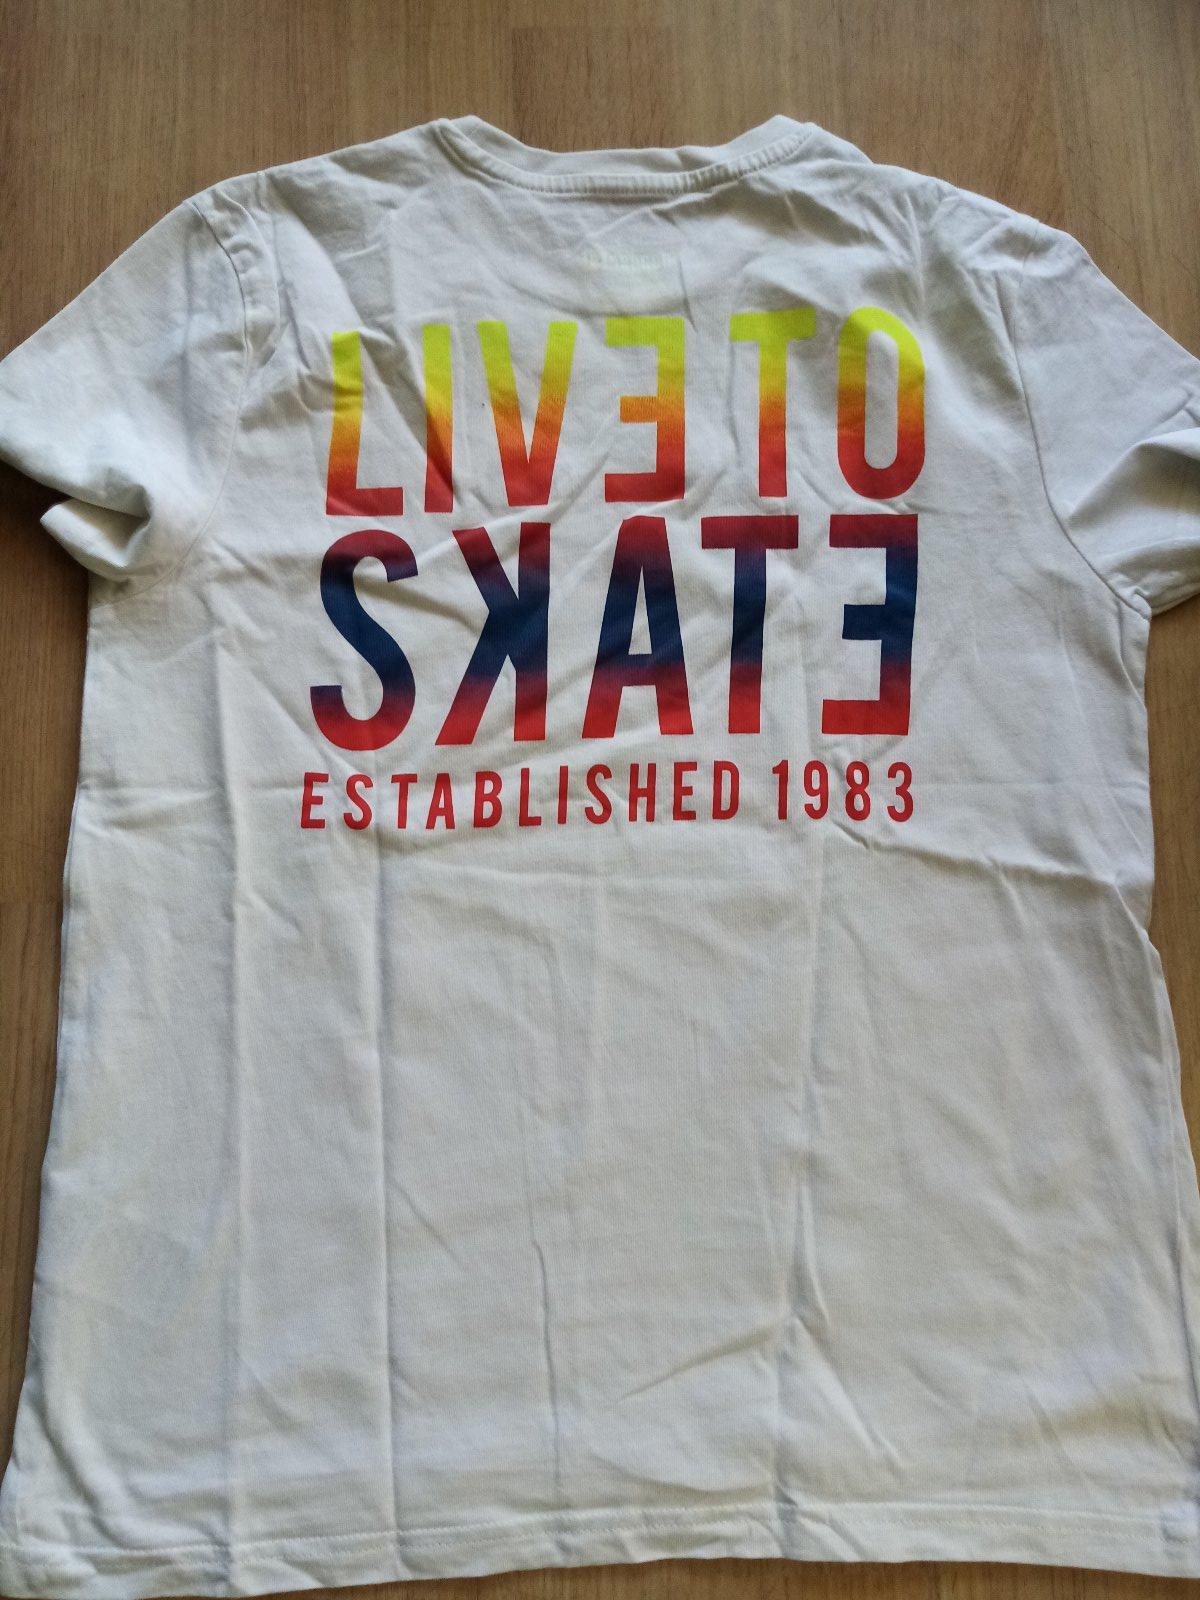 LIVE TO
SKATE
ESTABLISHED 1983